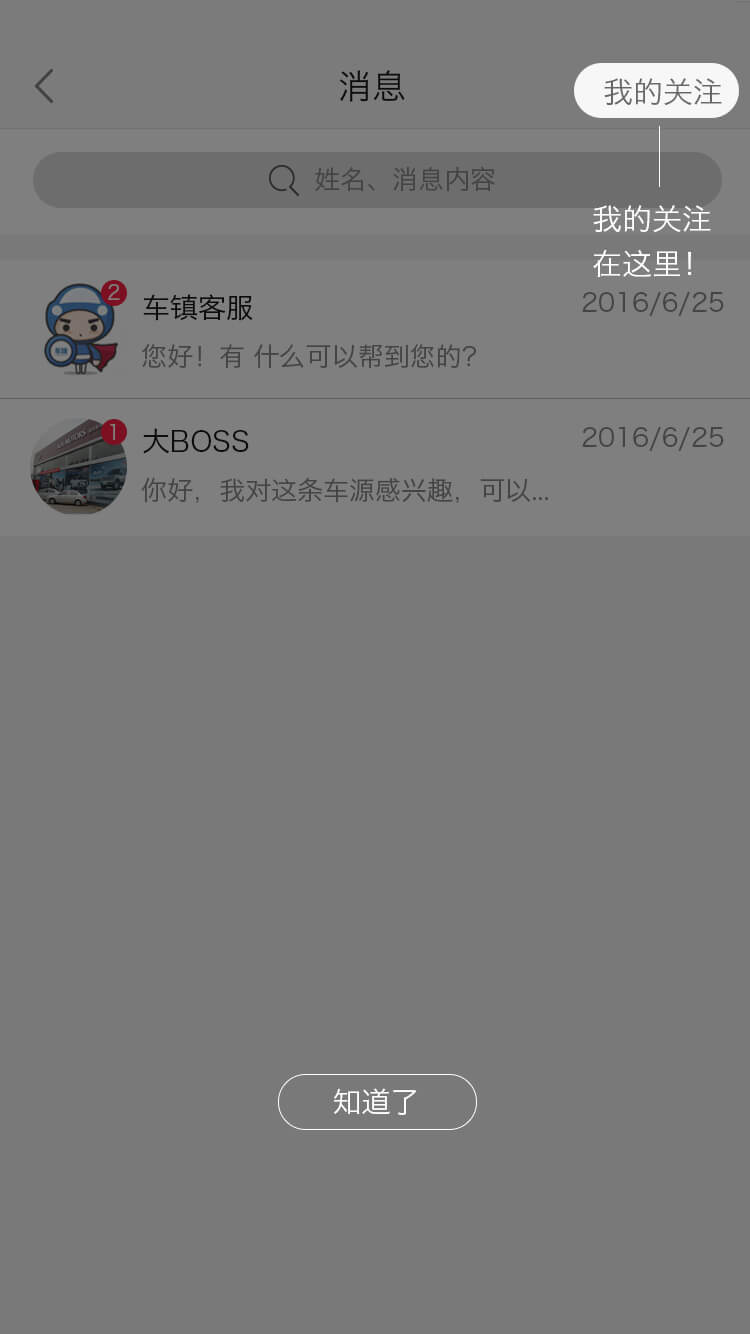 消息
我的关注
姓名、消息内容
我的关注
在这里！
2
车镇客服
2016/6/25
您好！有 什么可以帮到您的？
1
大BOSS
2016/6/25
你好，我对这条车源感兴趣，可以...
知道了